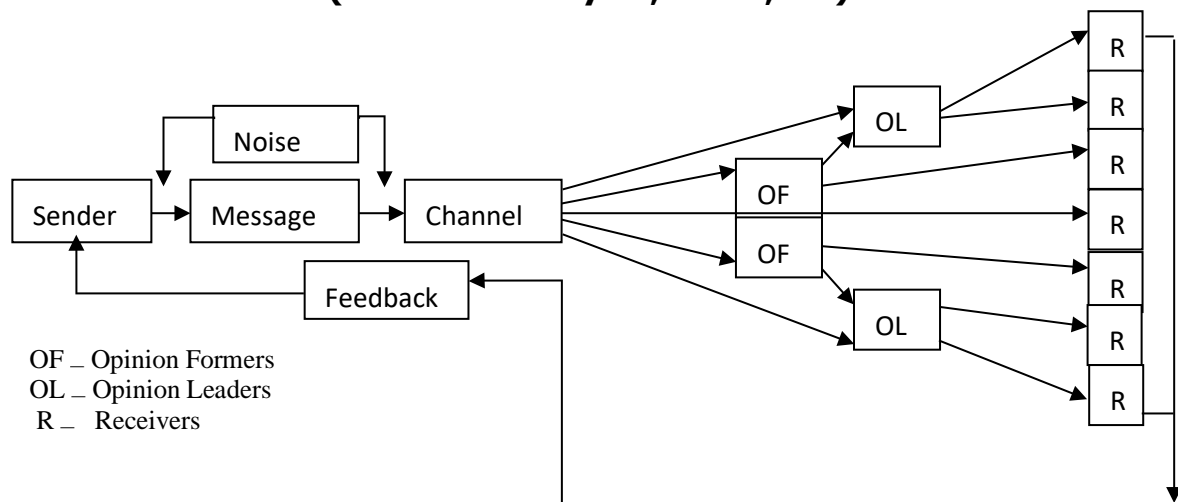 R
R
OL
Noise
R
OF
Sender
Message
Channel
R
OF
R
Feedback
OL
R
OF _ Opinion Formers
OL _ Opinion Leaders
R
R _ Receivers